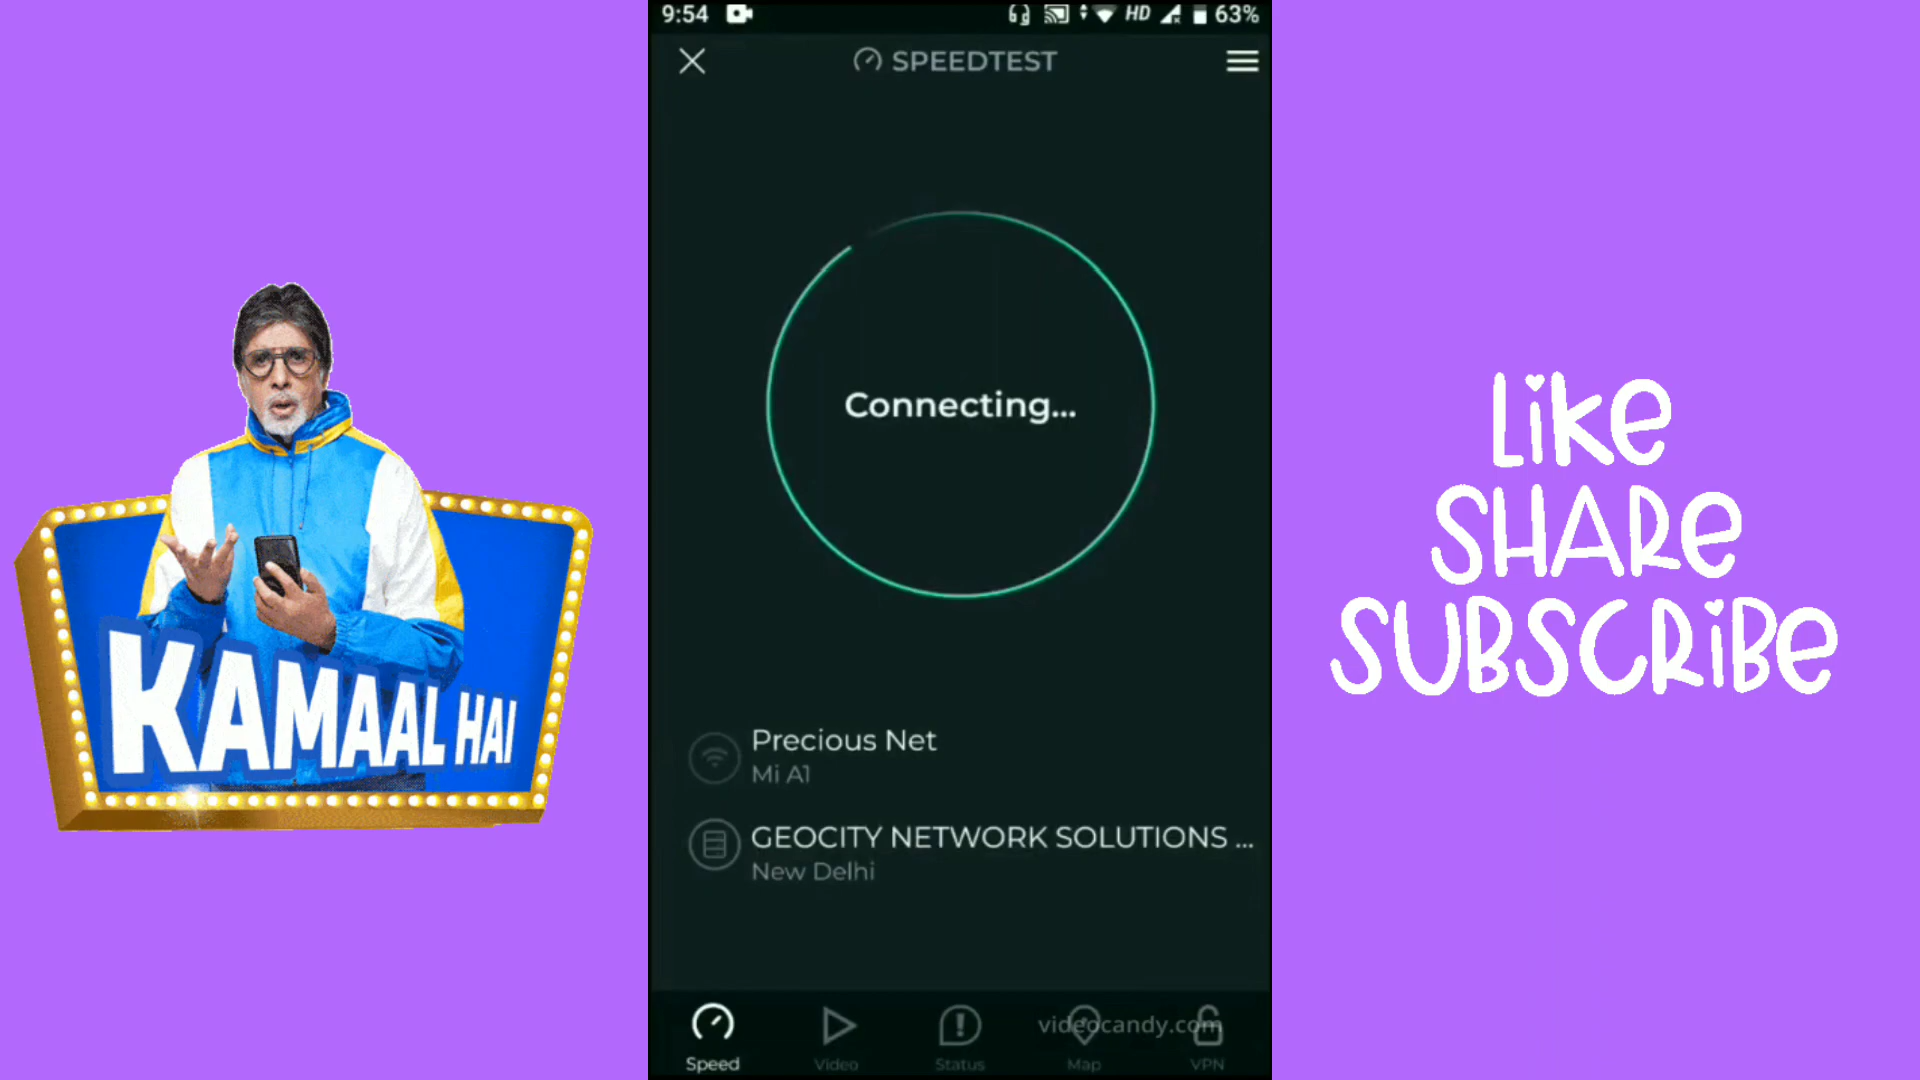 9:54
HD
63%
SPEEDTEST
Connecting...
Precious Net
Mi A1
GEOCITY NETWORK SOLUTIONS ...
New Delhi
Speed
Video
Status
Map
VPN
videocandy.com
KAMAAL HAI
LiKe
SHARe
SUBSCRiBe